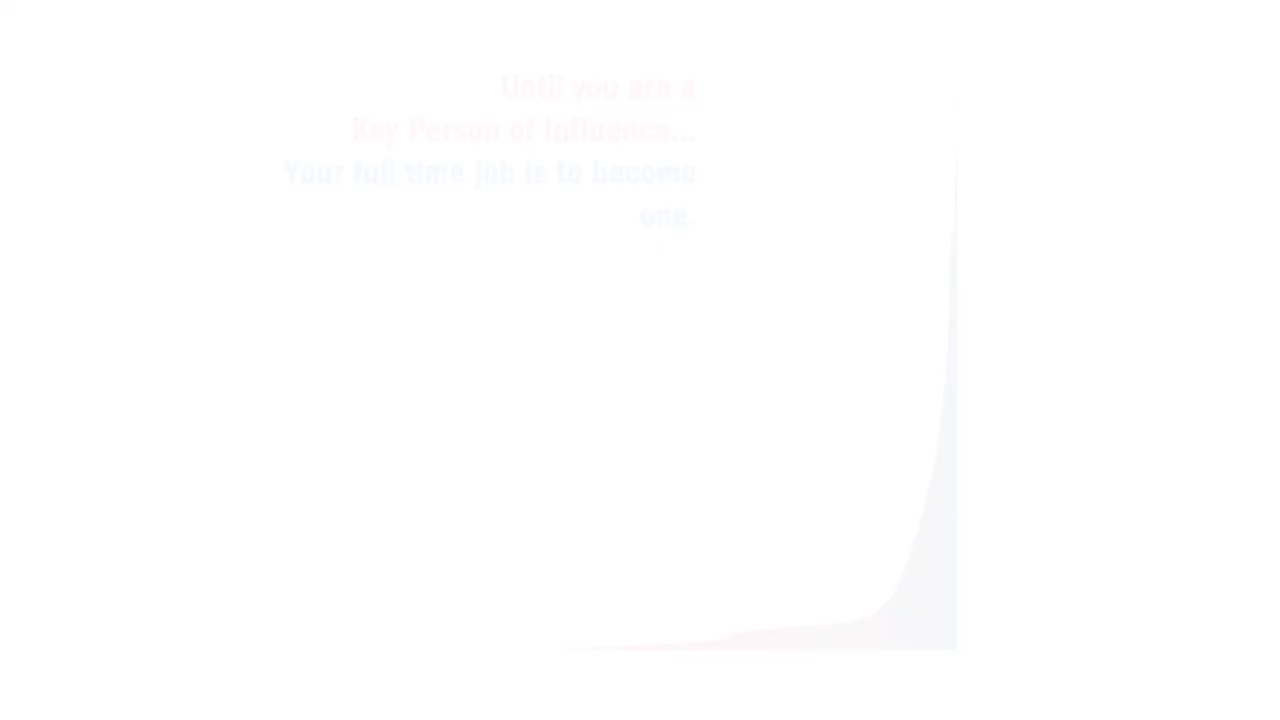 Until you are a
Key Person of Influence...
Your full time job is to become
one.